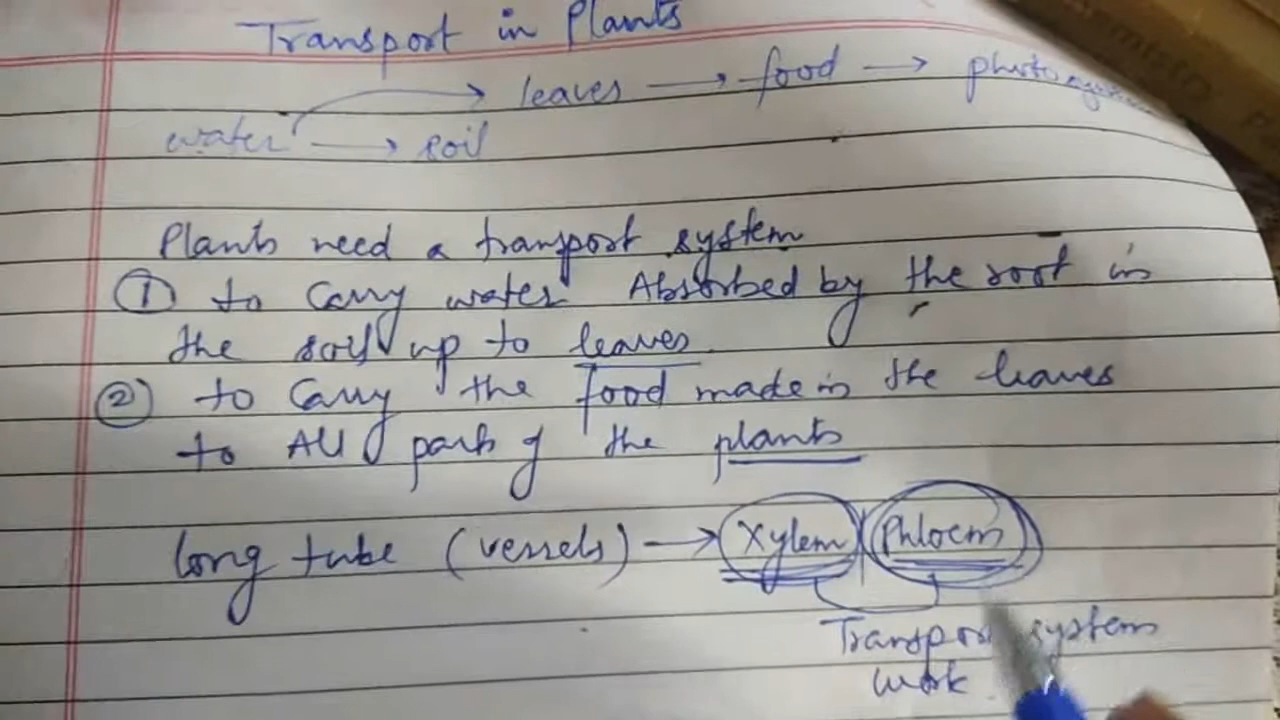 Transport in Plants
leaves → food →
water → soil
Plants need a transport system
① to Carry water Absorbed by the root in
the soil up to leaves
② to Carry the food made in the leaves
to All parts of the plants
long tube (vessels) → Xylem Phloem
Transport system
work